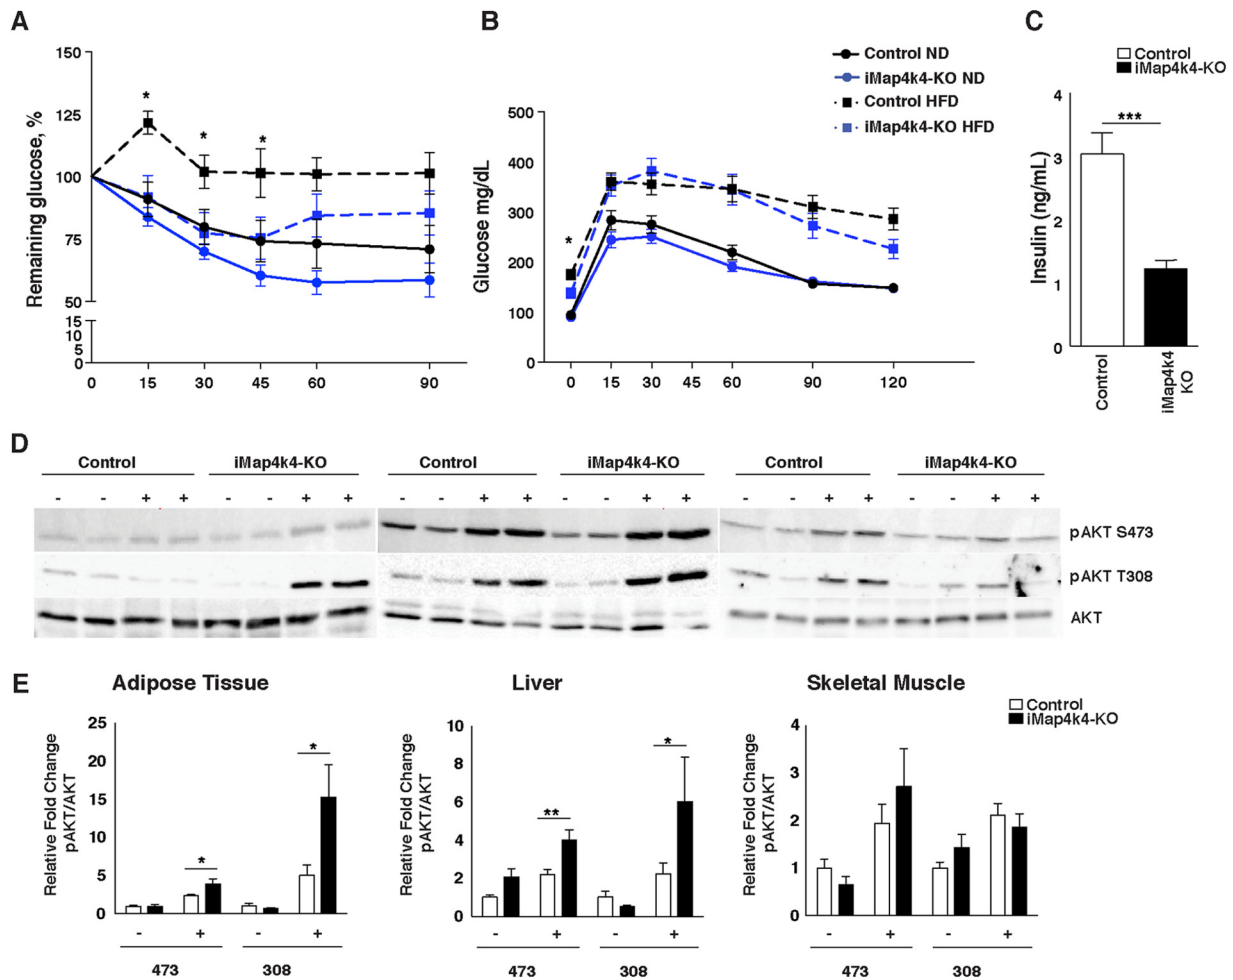 A
Remaining glucose, %
150
125
100
75
50
15
10
5
0
* * *
0 15 30 45 60 90
B
Glucose mg/dL
500
400
300
200
100
0
*
0 15 30 45 60 90 120
Control ND
iMap4k4-KO ND
Control HFD
iMap4k4-KO HFD
C
Control
iMap4k4-KO
Insulin (ng/mL)
4
3
2
1
0
***
Control
iMap4k4
KO
D
Control iMap4k4-KO Control iMap4k4-KO Control iMap4k4-KO
- - + + - - + + - - + + - - + + - - + + - - + +
pAKT S473
pAKT T308
AKT
E
Adipose Tissue
Relative Fold Change
pAKT/AKT
25
20
15
10
5
0
* *
- + - +
473 308
Liver
Relative Fold Change
pAKT/AKT
10
8
6
4
2
0
** *
- + - +
473 308
Skeletal Muscle
Relative Fold Change
pAKT/AKT
4
3
2
1
0
- + - +
473 308
Control
iMap4k4-KO